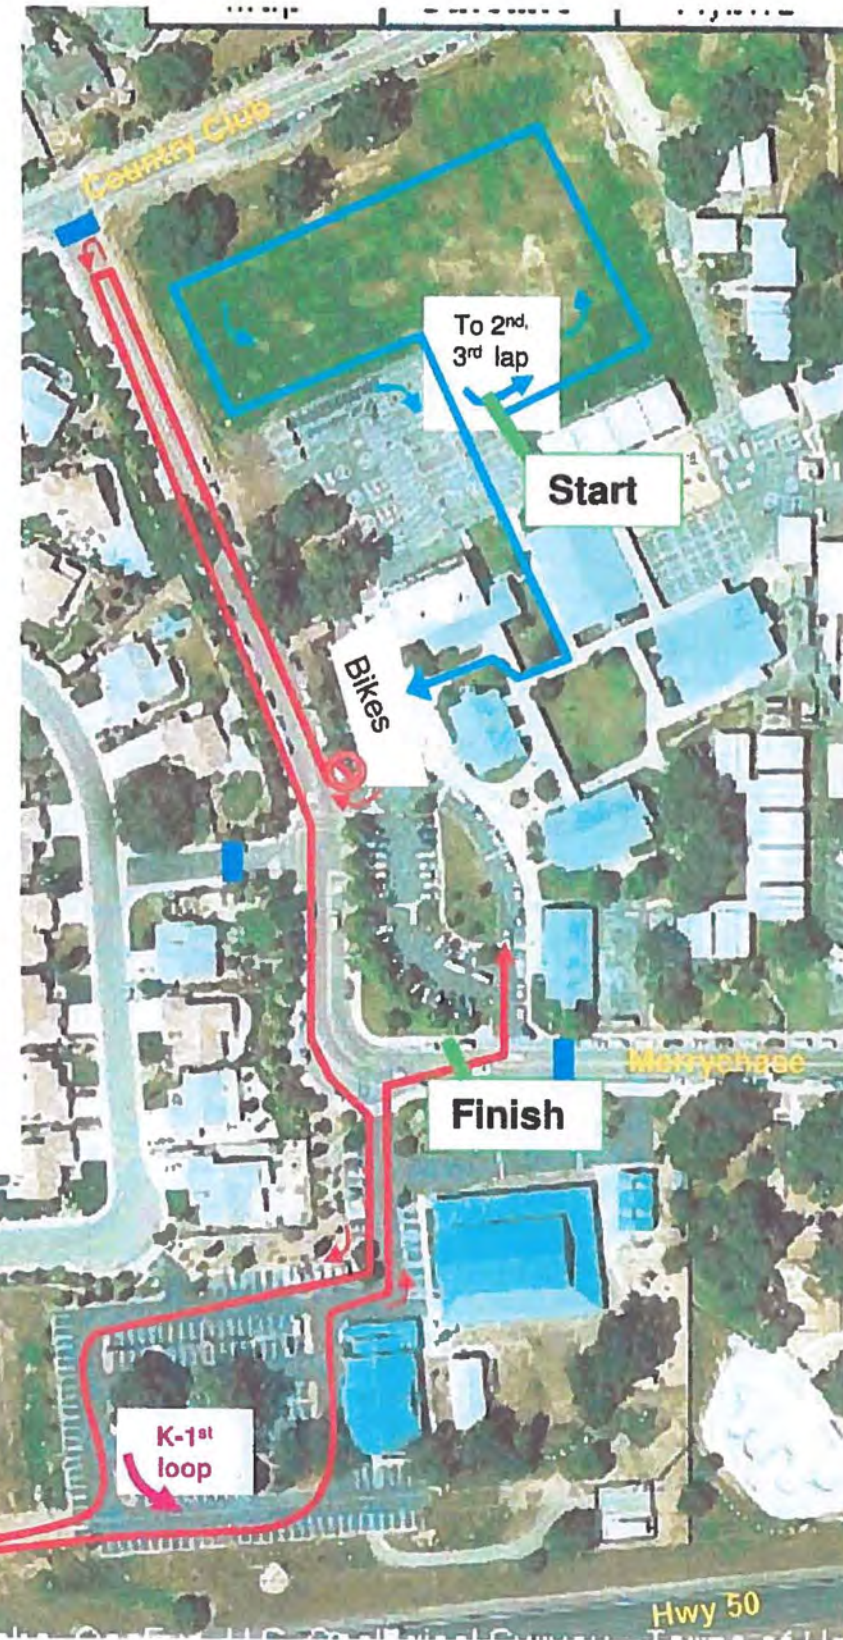 Country Club
To 2nd,
3rd lap
Start
Bikes
Merrychase
Finish
K-1st
loop
Hwy 50